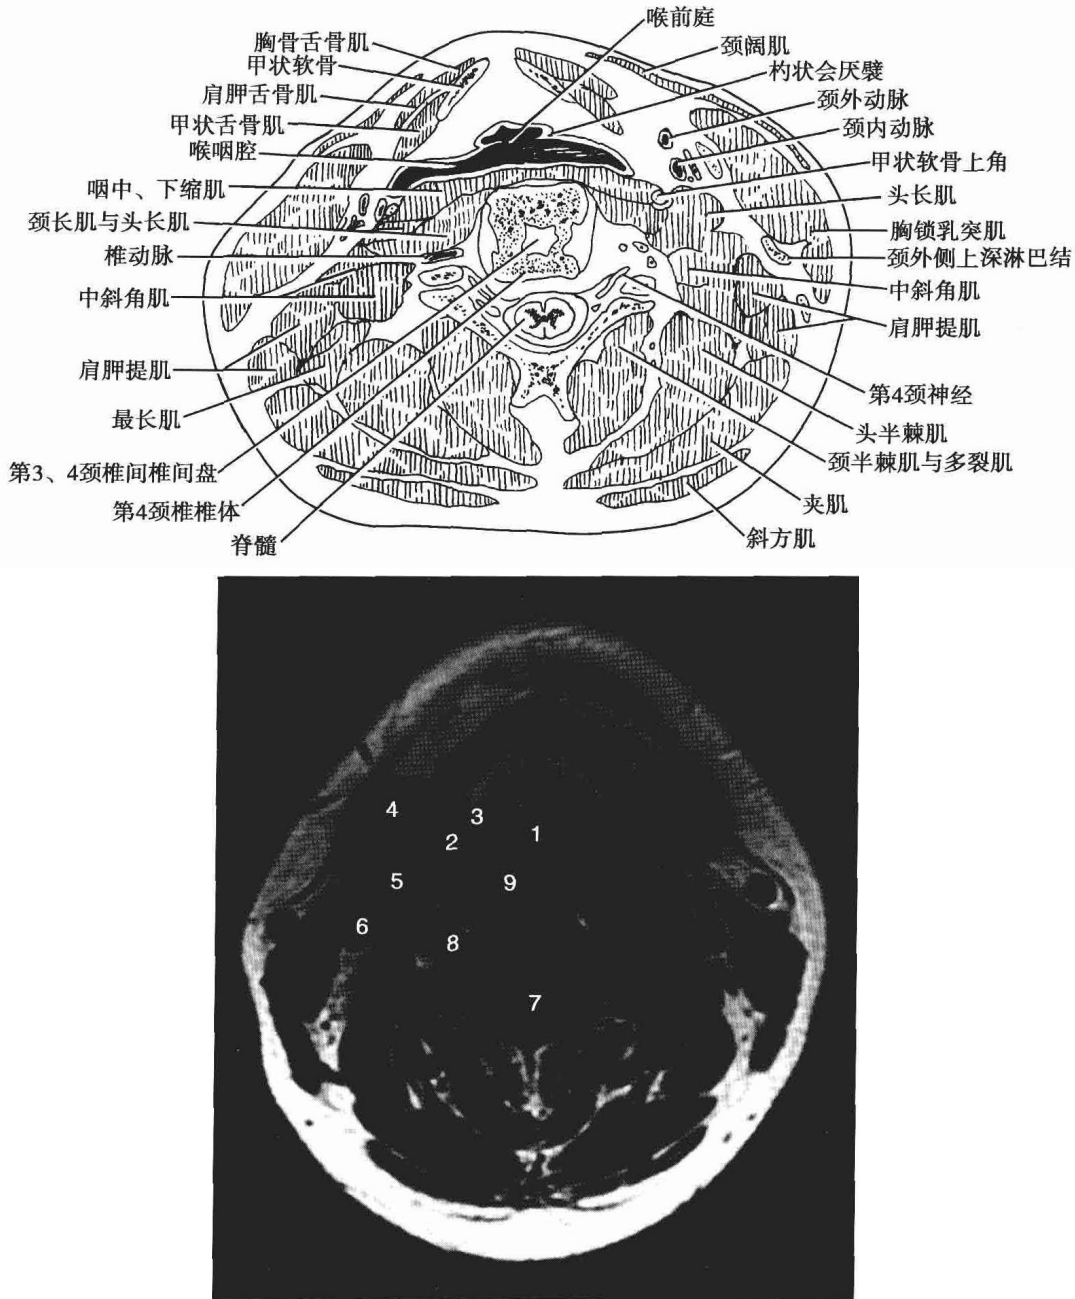 喉前庭
胸骨舌骨肌
颈阔肌
甲状软骨
杓状会厌襞
肩胛舌骨肌
颈外动脉
甲状舌骨肌
颈内动脉
喉咽腔
甲状软骨上角
咽中、下缩肌
头长肌
颈长肌与头长肌
胸锁乳突肌
椎动脉
颈外侧上深淋巴结
中斜角肌
中斜角肌
肩胛提肌
肩胛提肌
第4颈神经
最长肌
头半棘肌
第3、4颈椎间椎间盘
颈半棘肌与多裂肌
第4颈椎椎体
夹肌
脊髓
斜方肌
4
3
1
2
5
9
6
8
7